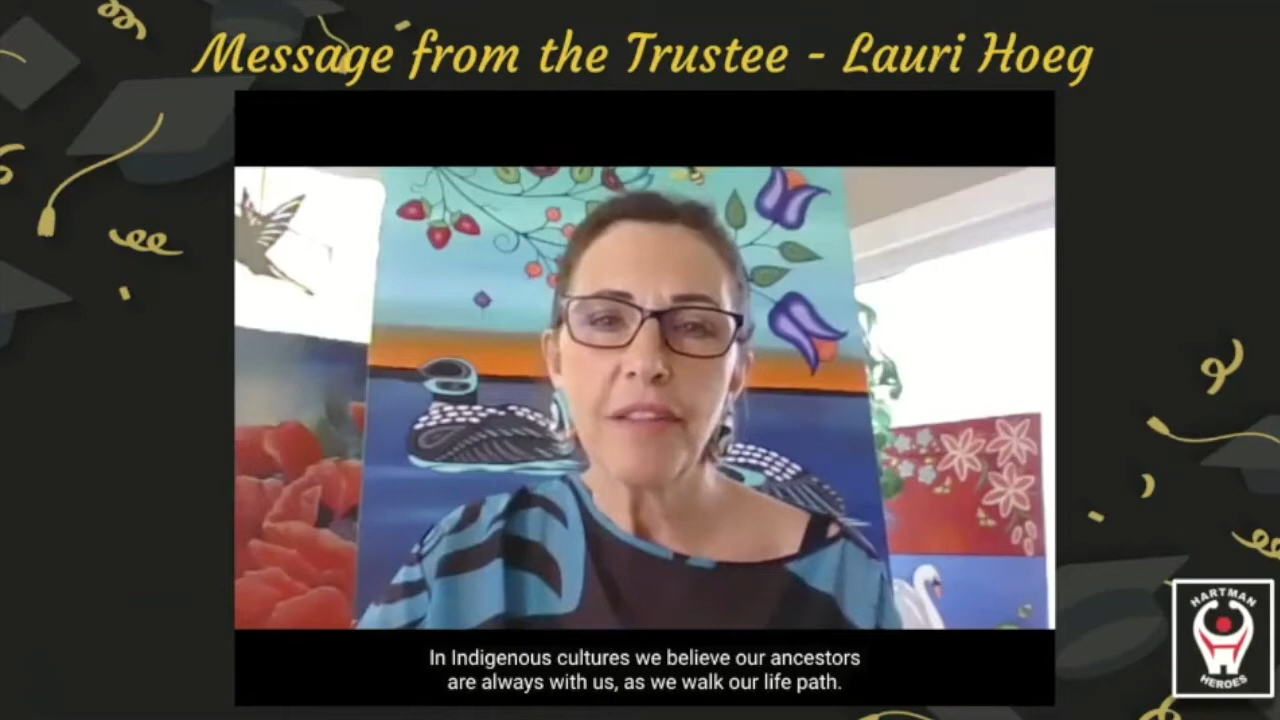 Message from the Trustee - Lauri Hoeg
In Indigenous cultures we believe our ancestors
are always with us, as we walk our life path.
HARTMAN
HEROES